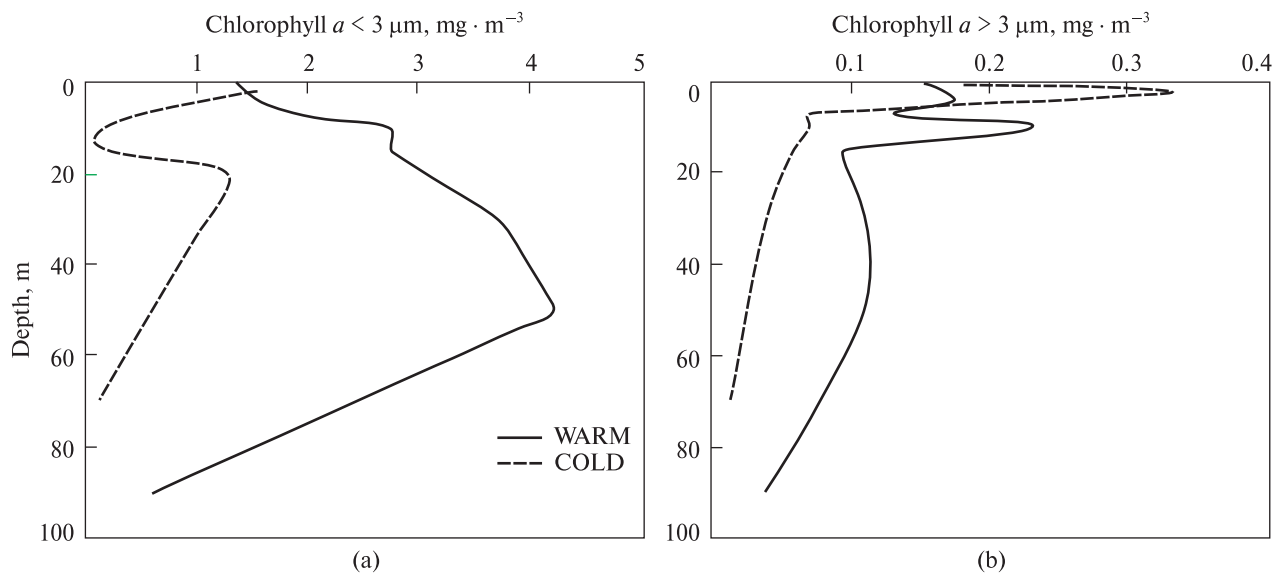 Chlorophyll a < 3 μm, mg · m⁻³
1 2 3 4 5
0
20
40
60
80
100
Depth, m
WARM
COLD
(a)
Chlorophyll a > 3 μm, mg · m⁻³
0.1 0.2 0.3 0.4
0
20
40
60
80
100
(b)